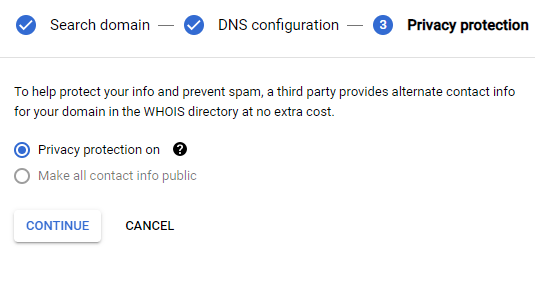 Search domain — DNS configuration — 3 Privacy protection
To help protect your info and prevent spam, a third party provides alternate contact info
for your domain in the WHOIS directory at no extra cost.
Privacy protection on ?
Make all contact info public
CONTINUE CANCEL